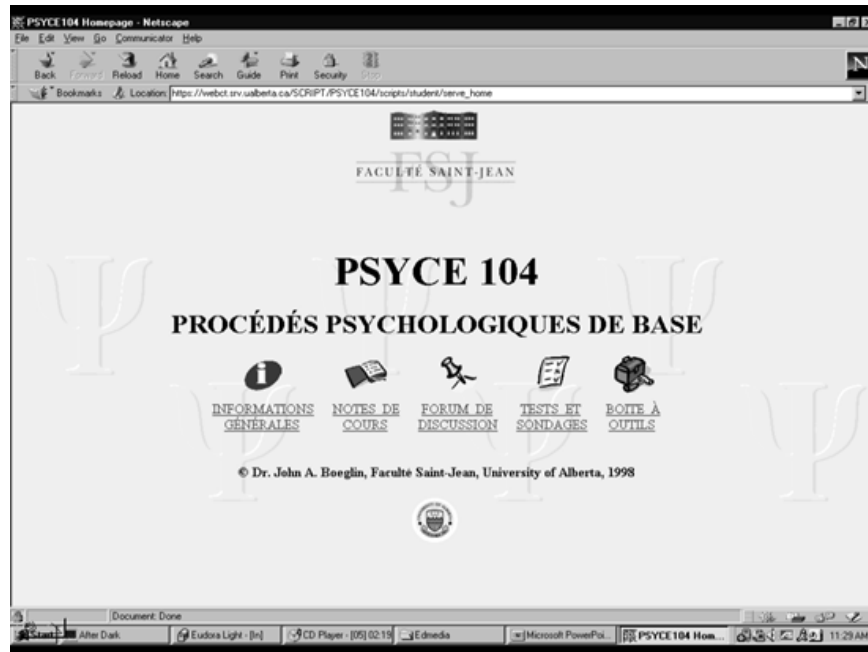 PSYCE104 Homepage - Netscape
File Edit View Go Communicator Help
Back Forward Reload Home Search Guide Print Security Stop
N
Bookmarks Location: https://webct.srv.ualberta.ca/SCRIPT/PSYCE104/scripts/student/serve_home
FSJ
FACULTÉ SAINT-JEAN
PSYCE 104
PROCÉDÉS PSYCHOLOGIQUES DE BASE
INFORMATIONS GÉNÉRALES
NOTES DE COURS
FORUM DE DISCUSSION
TESTS ET SONDAGES
BOITE À OUTILS
© Dr. John A. Boeglin, Faculté Saint-Jean, University of Alberta, 1998
Document: Done
Start After Dark Eudora Light - [In] CD Player - [05] 02:19 Edmedia Microsoft PowerPoi... PSYCE104 Hom... 11:29 AM